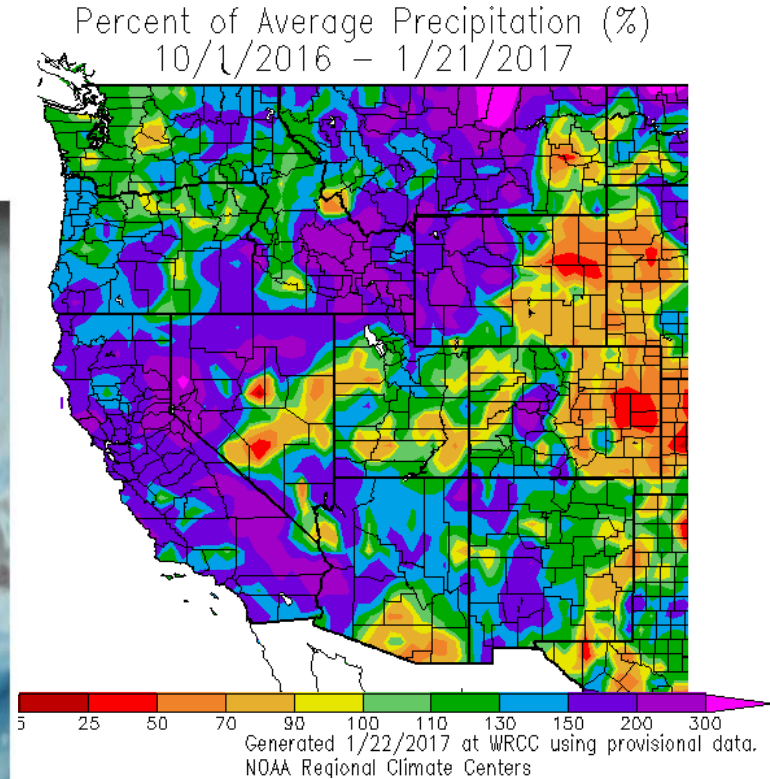 Percent of Average Precipitation (%)
10/1/2016 – 1/21/2017
5 25 50 70 90 100 110 130 150 200 300
Generated 1/22/2017 at WRCC using provisional data.
NOAA Regional Climate Centers